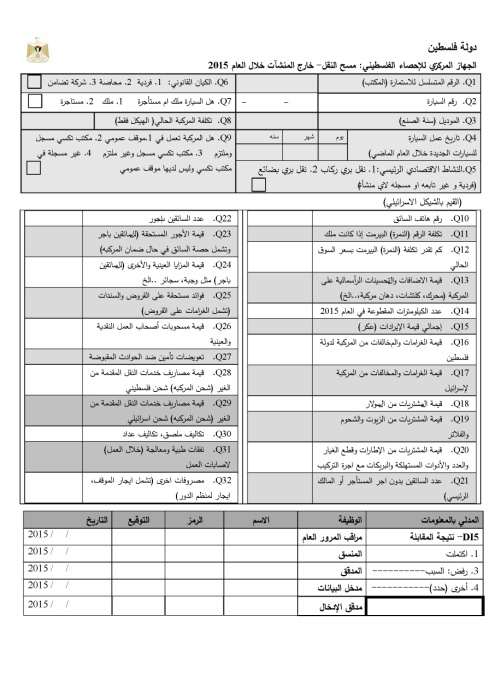 دولة فلسطين
الجهاز المركزي للإحصاء الفلسطيني: مسح النقل- خارج المنشآت خلال العام 2015
Q1. الرقم المتسلسل للاستمارة (المكتب)
Q6. الكيان القانوني: 1. فردية 2. محاصة 3. شركة تضامن
Q2. رقم السيارة
- -
Q7. هل السيارة ملك ام مستأجرة 1. ملك 2. مستاجرة
Q3. الموديل (سنة الصنع)
Q8. تكلفة المركبة الحالي( الهيكل فقط)
Q4. تاريخ عمل السيارة
للسيارات الجديدة خلال العام الماضي)
يوم
شهر
سنه
Q9. هل المركبة تعمل في 1.موقف عمومي 2. مكتب تكسي مسجل
وملتزم 3. مكتب تكسي مسجل وغير ملتزم 4. غير مسجلة في
مكتب تكسي وليس لديها موقف عمومي
Q5.النشاط الاقتصادي الرئيسي:1. نقل بري ركاب 2. نقل بري بضائع
(فردية و غير تابعه او مسجله لاي منشأة)
(القيم بالشيكل الاسرائيلي)
Q10. رقم هاتف السائق
Q11. تكلفة الرقم (النمرة) البيرمت إذا كانت ملك
Q12. كم تقدر تكلفة (النمرة) البيرمت بسعر السوق
الحالي
Q13. قيمة الاضافات والتحسينات الرأسمالية على
المركبة (محرك، كلتشات، دهان مركبة،..الخ)
Q14. عدد الكيلومترات المقطوعة في العام 2015
Q15. إجمالي قيمة الإيرادات (عكر)
Q16. قيمة الغرامات والمخالفات من المركبة لدولة
فلسطين
Q17. قيمة الغرامات والمخالفات من المركبة
لإسرائيل
Q18. قيمة المشتريات من السولار
Q19. قيمة المشتريات من الزيوت والشحوم
والفلاتر
Q20. قيمة المشتريات من الإطارات وقطع الغيار
والعدد والأدوات المستهلكة والبريكات مع اجرة التركيب
Q21. عدد السائقين بدون اجر المستأجر أو المالك
الرئيسي)
Q22. عدد السائقين بإجور
Q23. قيمة الأجور المستحقة (للسائقين باجر
وتشمل حصة السائق في حال ضمان المركبه)
Q24. قيمة المزايا العينية والأخرى (للسائقين
باجر) مثل وجبة، سجائر ..الخ
Q25. فوائد مستحقة على القروض والسندات
(تشمل الغرامات على القروض)
Q26. قيمة مسحوبات أصحاب العمل النقدية
والعينية
Q27. تعويضات تأمين ضد الحوادث المقبوضة
Q28. قيمة مصاريف خدمات النقل المقدمة من
الغير (شحن المركبه) شحن فلسطيني
Q29. قيمة مصاريف خدمات النقل المقدمة من
الغير (شحن المركبه) شحن اسرائيلي
Q30. تكاليف ملصق، تكاليف عداد
Q31. نفقات طبية ومعالجة (خلال العمل)
لاصابات العمل
Q32. مصروفات اخرى (تشمل ايجار الموقف،
ايجار لمنظم الدور)
المدلي بالمعلومات
الوظيفة
الاسم
الرمز
التوقيع
التاريخ
DI5- نتيجة المقابلة
مراقب المرور العام
2015 / /
1. اكتملت
المنسق
2015 / /
3. رفض: السبب----------
المدقق
2015 / /
4. أخرى (حدد)----------
مدخل البيانات
2015 / /
مدقق الإدخال
2015 / /